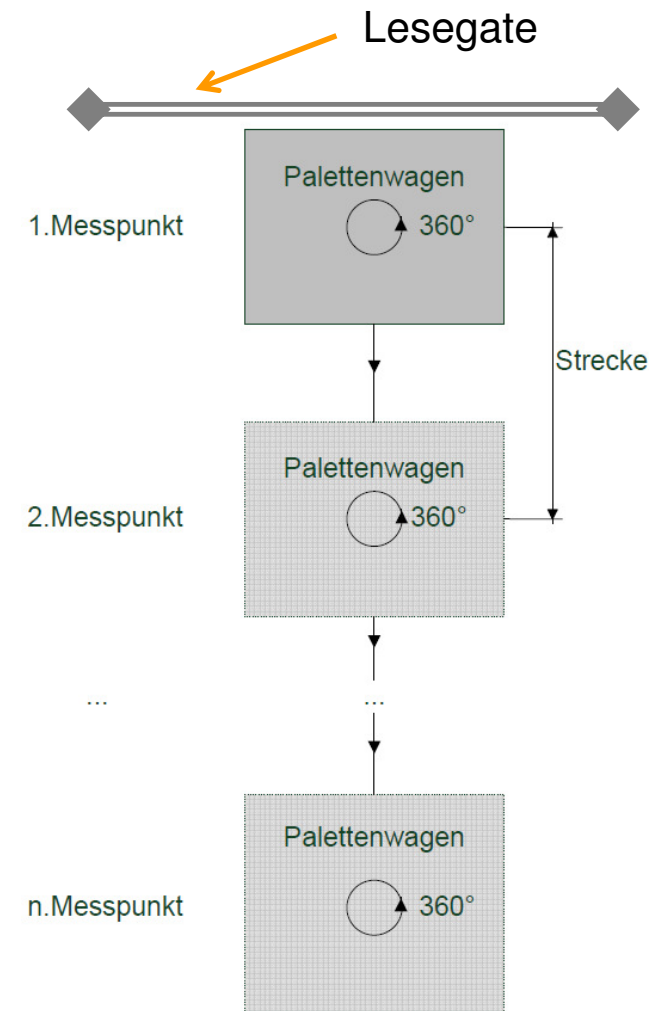 Lesegate
Palettenwagen
1.Messpunkt
360°
Strecke
Palettenwagen
2.Messpunkt
360°
... ...
Palettenwagen
n.Messpunkt
360°